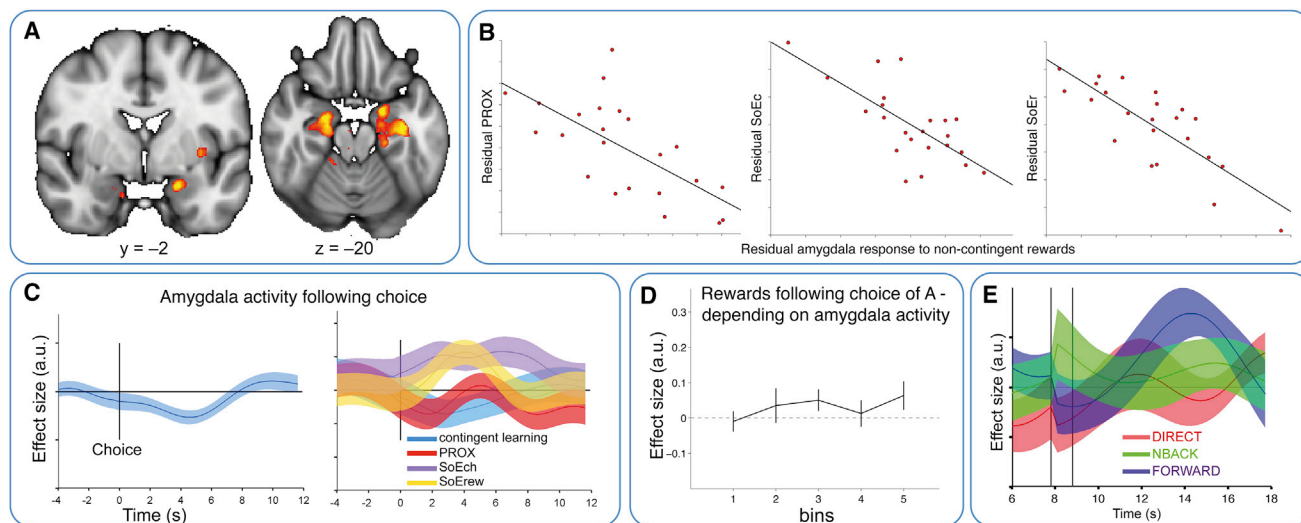 A
y = –2
z = –20
B
Residual PROX
Residual SoEc
Residual SoEr
Residual amygdala response to non-contingent rewards
C
Amygdala activity following choice
Effect size (a.u.)
Choice
-4 -2 0 2 4 6 8 10 12
Time (s)
contingent learning
PROX
SoEch
SoErew
-4 -2 0 2 4 6 8 10 12
D
Rewards following choice of A -
depending on amygdala activity
Effect size (a.u.)
0.3
0.2
0.1
0
-0.1
1 2 3 4 5
bins
E
Effect size (a.u.)
DIRECT
NBACK
FORWARD
6 8 10 12 14 16 18
Time (s)